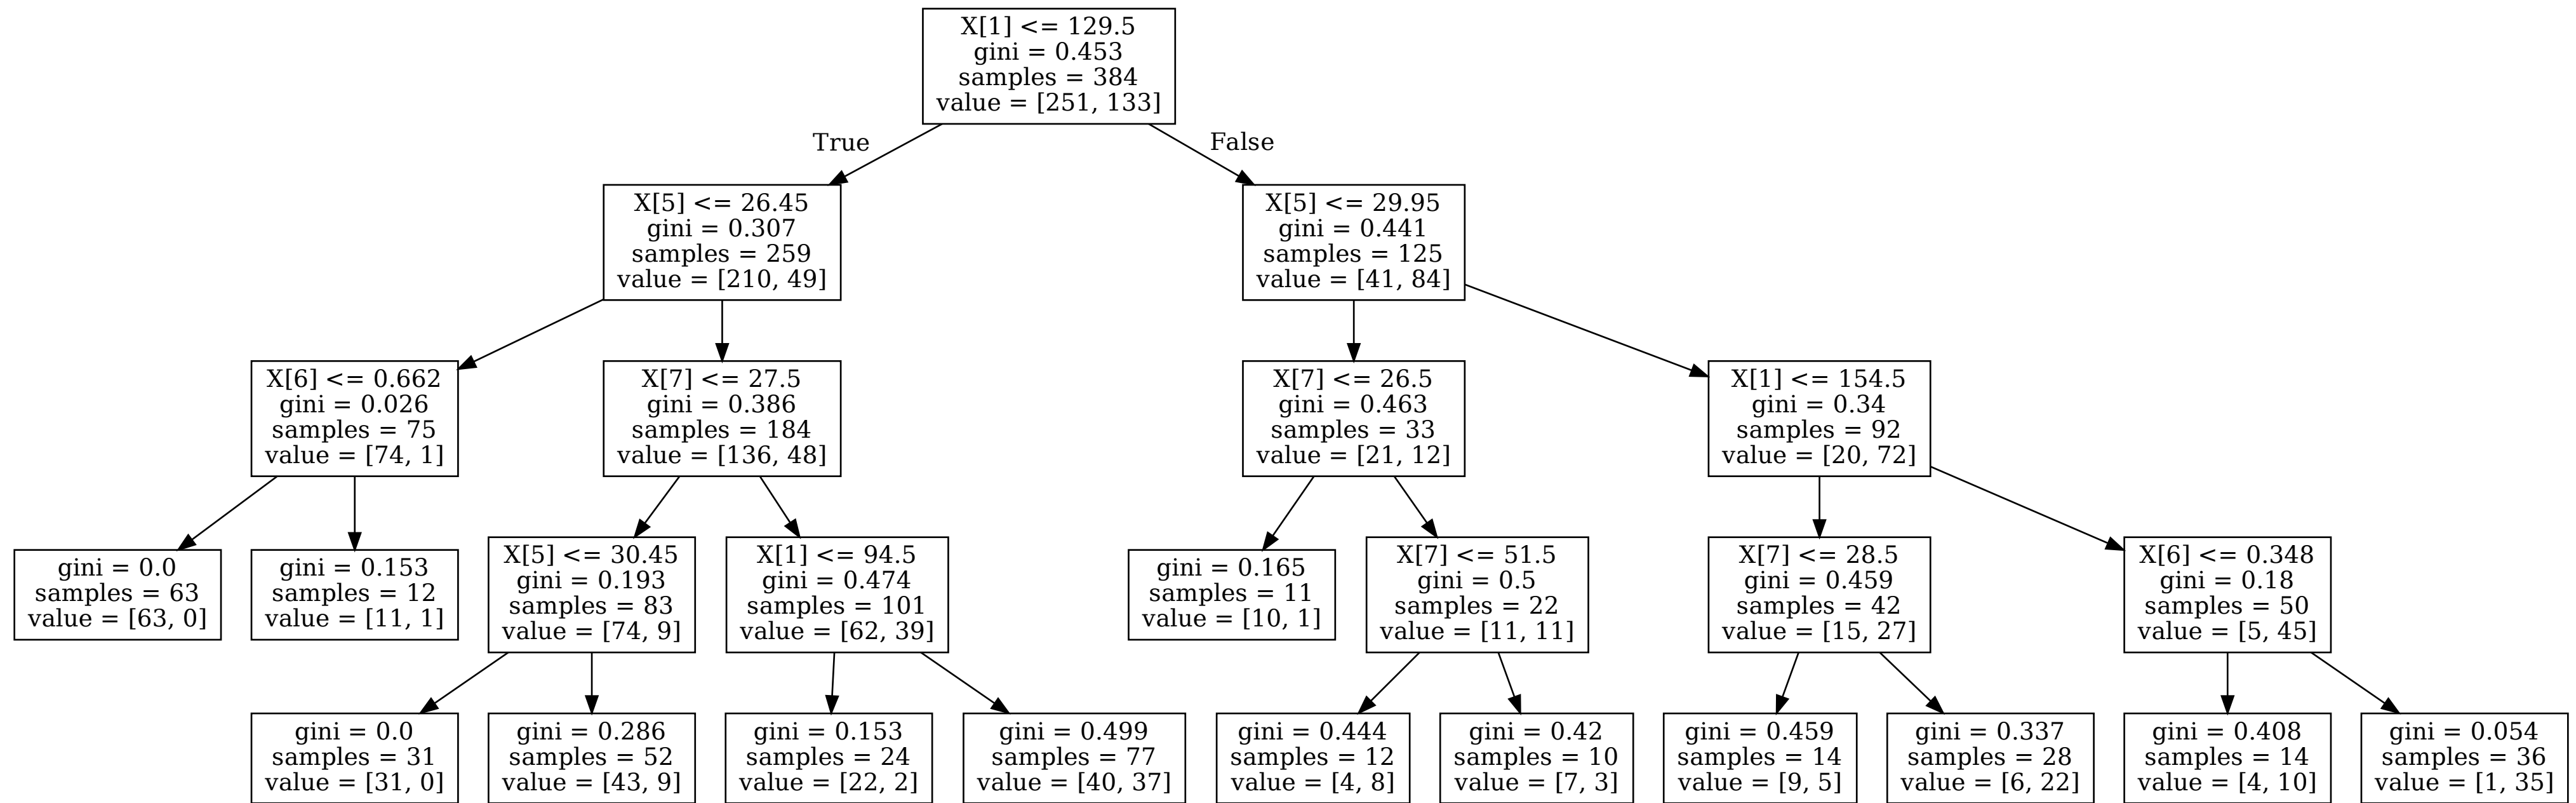 X[1] <= 129.5
gini = 0.453
samples = 384
value = [251, 133]
True
False
X[5] <= 26.45
gini = 0.307
samples = 259
value = [210, 49]
X[5] <= 29.95
gini = 0.441
samples = 125
value = [41, 84]
X[6] <= 0.662
gini = 0.026
samples = 75
value = [74, 1]
X[7] <= 27.5
gini = 0.386
samples = 184
value = [136, 48]
X[7] <= 26.5
gini = 0.463
samples = 33
value = [21, 12]
X[1] <= 154.5
gini = 0.34
samples = 92
value = [20, 72]
gini = 0.0
samples = 63
value = [63, 0]
gini = 0.153
samples = 12
value = [11, 1]
X[5] <= 30.45
gini = 0.193
samples = 83
value = [74, 9]
X[1] <= 94.5
gini = 0.474
samples = 101
value = [62, 39]
gini = 0.165
samples = 11
value = [10, 1]
X[7] <= 51.5
gini = 0.5
samples = 22
value = [11, 11]
X[7] <= 28.5
gini = 0.459
samples = 42
value = [15, 27]
X[6] <= 0.348
gini = 0.18
samples = 50
value = [5, 45]
gini = 0.0
samples = 31
value = [31, 0]
gini = 0.286
samples = 52
value = [43, 9]
gini = 0.153
samples = 24
value = [22, 2]
gini = 0.499
samples = 77
value = [40, 37]
gini = 0.444
samples = 12
value = [4, 8]
gini = 0.42
samples = 10
value = [7, 3]
gini = 0.459
samples = 14
value = [9, 5]
gini = 0.337
samples = 28
value = [6, 22]
gini = 0.408
samples = 14
value = [4, 10]
gini = 0.054
samples = 36
value = [1, 35]